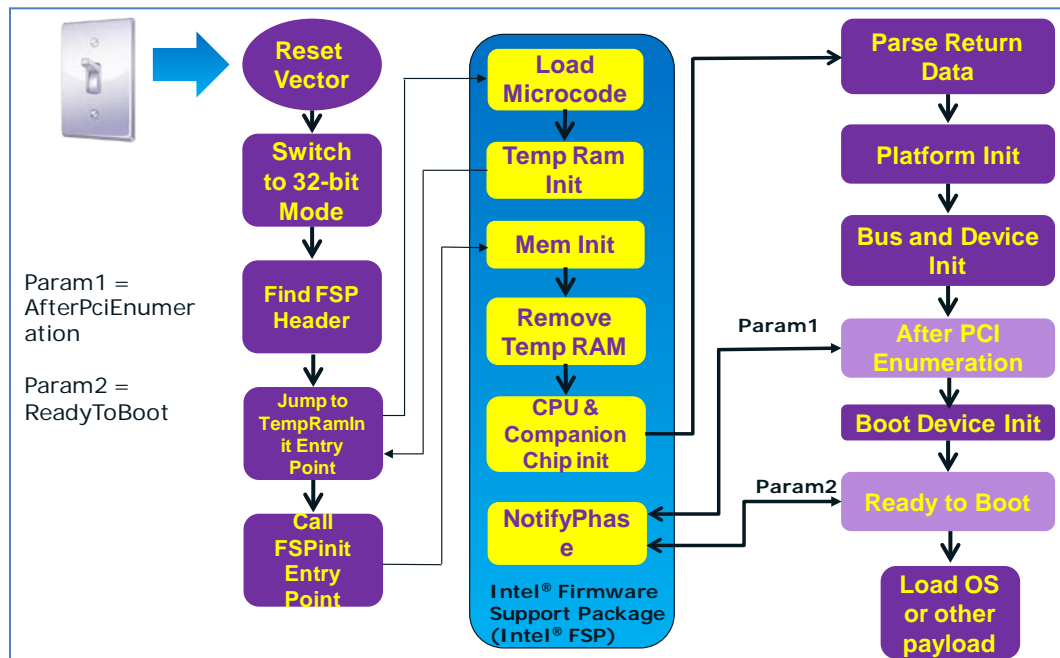 Reset
Vector
Switch
to 32-bit
Mode
Find FSP
Header
Jump to
TempRamIn
it Entry
Point
Call
FSPinit
Entry
Point
Param1 =
AfterPciEnumer
ation
Param2 =
ReadyToBoot
Load
Microcode
Temp Ram
Init
Mem Init
Remove
Temp RAM
CPU &
Companion
Chip init
NotifyPhas
e
Intel® Firmware
Support Package
(Intel® FSP)
Param1
Param2
Parse Return
Data
Platform Init
Bus and Device
Init
After PCI
Enumeration
Boot Device Init
Ready to Boot
Load OS
or other
payload